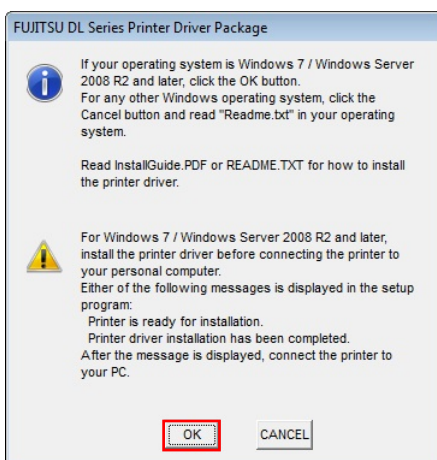 FUJITSU DL Series Printer Driver Package
If your operating system is Windows 7 / Windows Server
2008 R2 and later, click the OK button.
For any other Windows operating system, click the
Cancel button and read "Readme.txt" in your operating
system.
Read InstallGuide.PDF or README.TXT for how to install
the printer driver.
For Windows 7 / Windows Server 2008 R2 and later,
install the printer driver before connecting the printer to
your personal computer.
Either of the following messages is displayed in the setup
program:
Printer is ready for installation.
Printer driver installation has been completed.
After the message is displayed, connect the printer to
your PC.
OK CANCEL